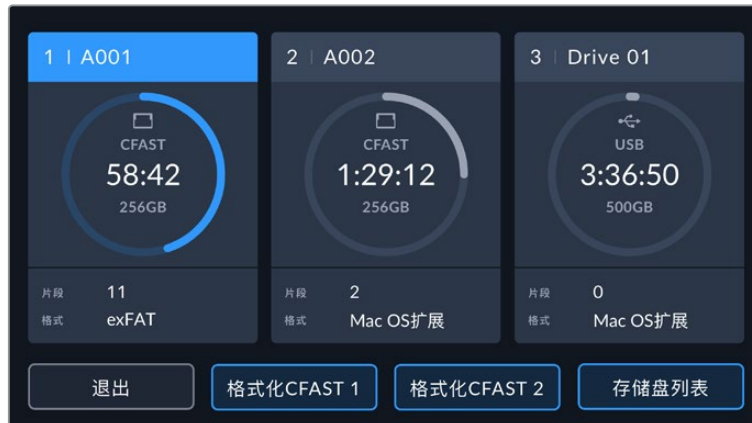 1 | A001
CFAST
58:42
256GB
片段 11
格式 exFAT
2 | A002
CFAST
1:29:12
256GB
片段 2
格式 Mac OS扩展
3 | Drive 01
USB
3:36:50
500GB
片段 0
格式 Mac OS扩展
退出
格式化CFAST 1
格式化CFAST 2
存储盘列表